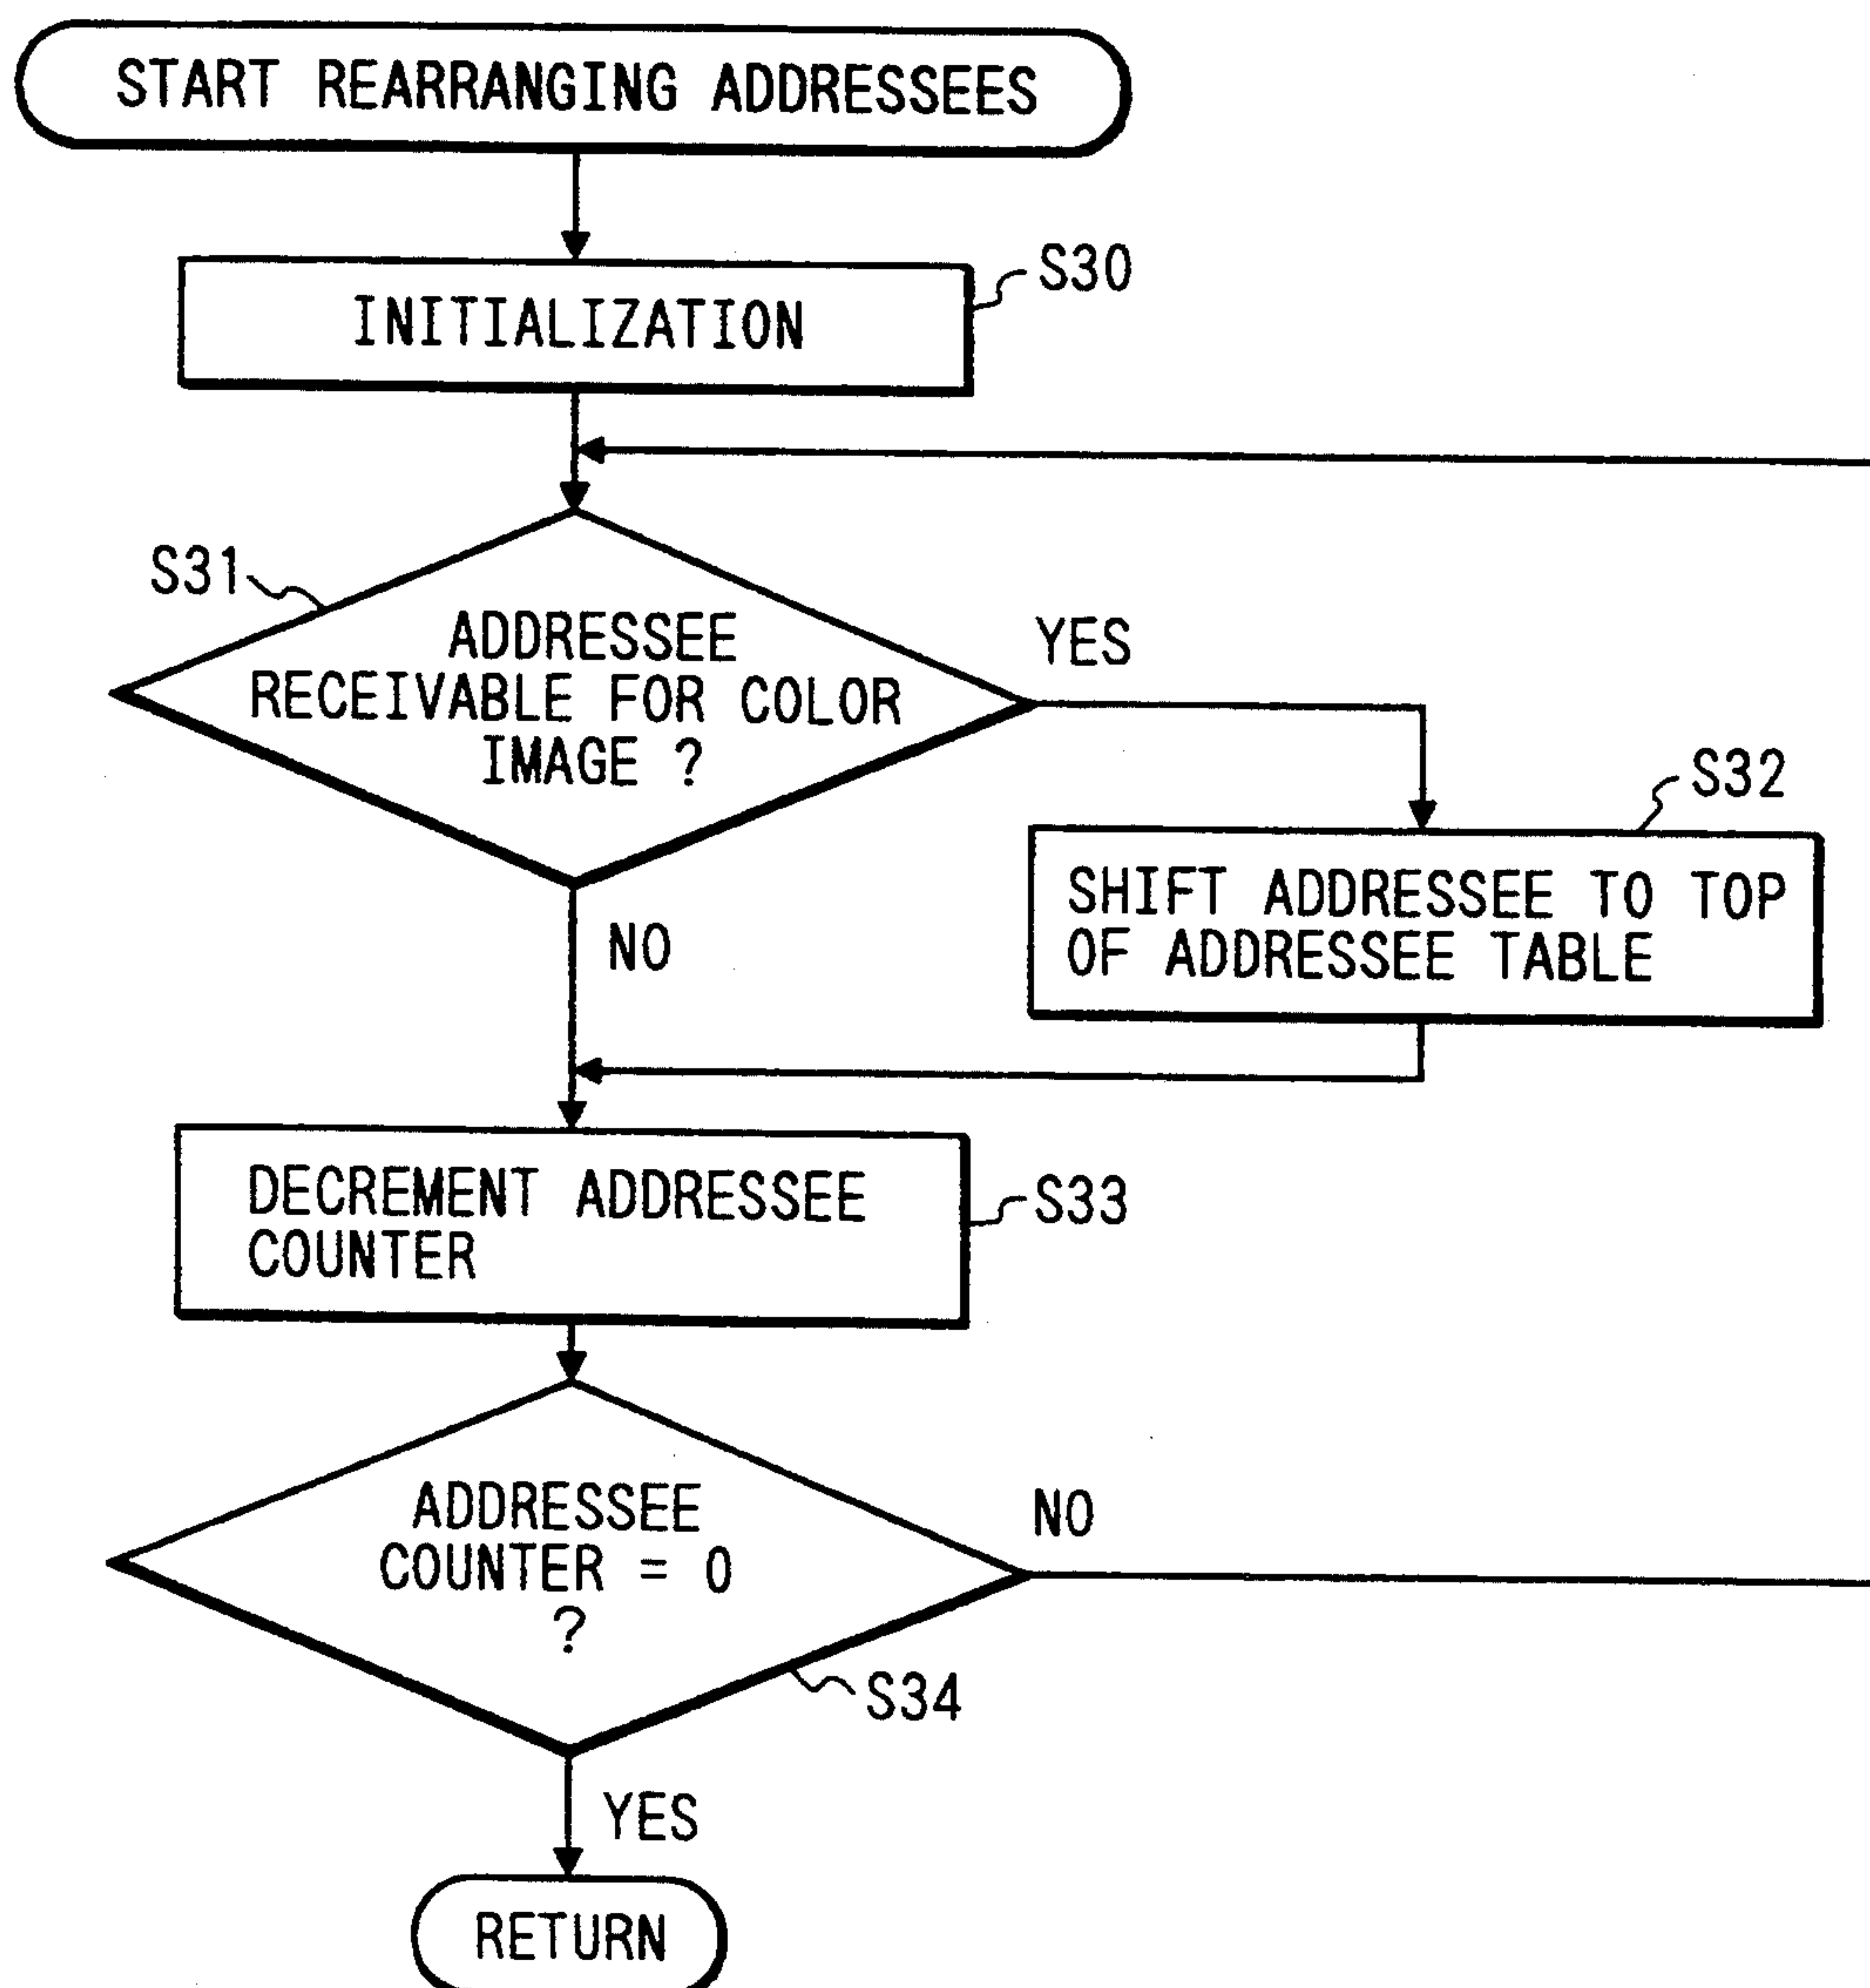 START REARRANGING ADDRESSEES
INITIALIZATION
S30
S31
ADDRESSEE
RECEIVABLE FOR COLOR
IMAGE ?
YES
S32
SHIFT ADDRESSEE TO TOP
OF ADDRESSEE TABLE
NO
DECREMENT ADDRESSEE
COUNTER
S33
ADDRESSEE
COUNTER = 0
?
NO
S34
YES
RETURN